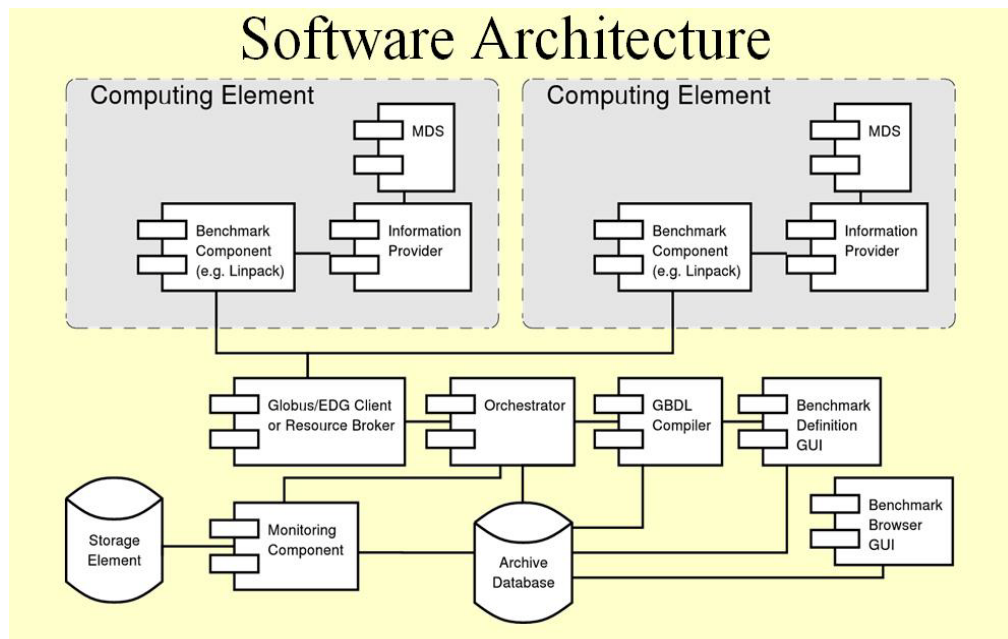 Software Architecture
Computing Element
MDS
Benchmark
Component
(e.g. Linpack)
Information
Provider
Computing Element
MDS
Benchmark
Component
(e.g. Linpack)
Information
Provider
Globus/EDG Client
or Resource Broker
Orchestrator
GBDL
Compiler
Benchmark
Definition
GUI
Storage
Element
Monitoring
Component
Archive
Database
Benchmark
Browser
GUI